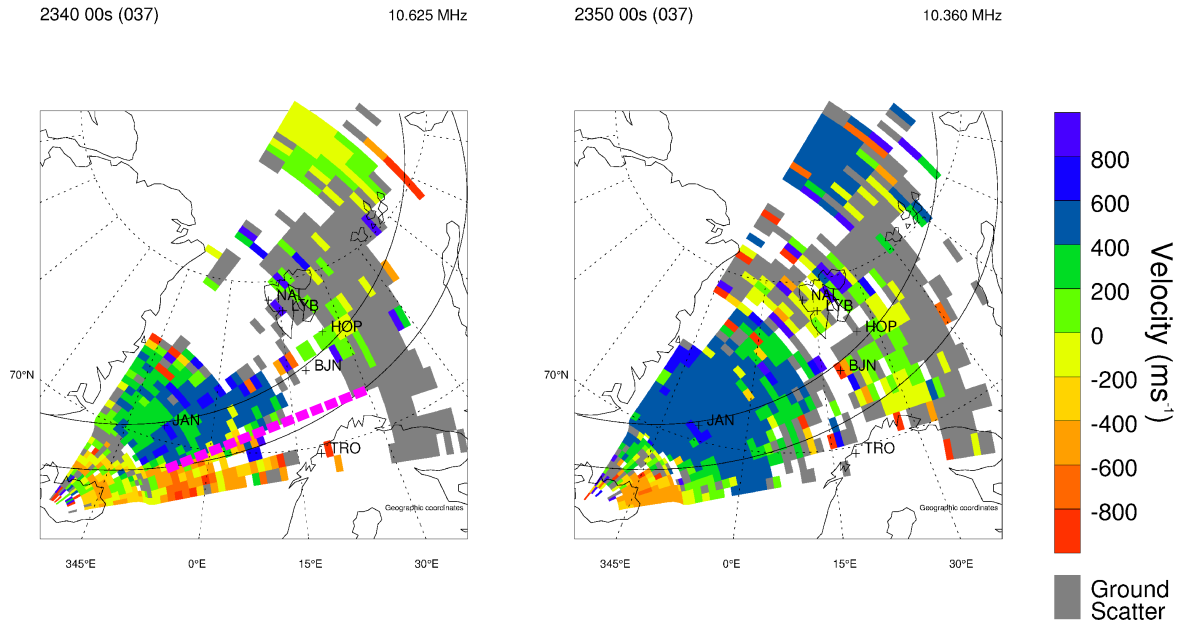 2340 00s (037)
10.625 MHz
2350 00s (037)
10.360 MHz
NAL
LYB
HOP
BJN
JAN
TRO
70°N
Geographic coordinates
345°E
0°E
15°E
30°E
NAL
LYB
HOP
BJN
JAN
TRO
70°N
Geographic coordinates
345°E
0°E
15°E
30°E
800
600
400
200
0
-200
-400
-600
-800
Velocity (ms⁻¹)
Ground
Scatter